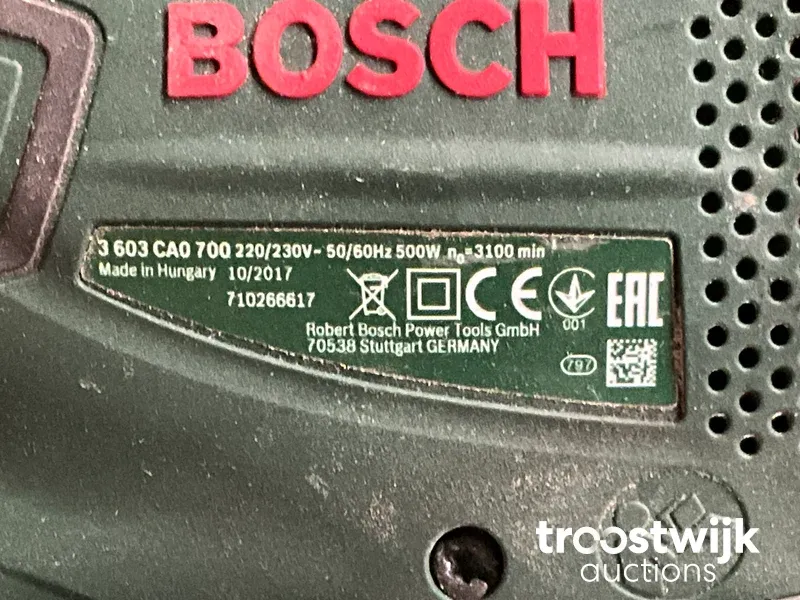 BOSCH
3 603 CA0 700 220/230V~ 50/60Hz 500W n₀=3100 min
Made in Hungary 10/2017
710266617
001
EAC
Robert Bosch Power Tools GmbH
70538 Stuttgart GERMANY
797
troostwijk
auctions